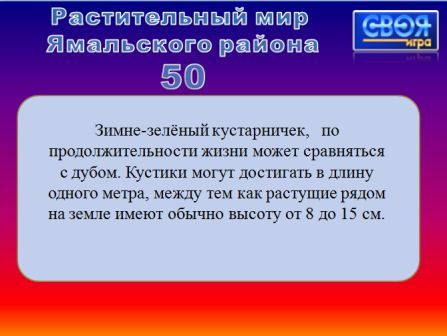 Растительный мир
Ямальского района
50
СВОЯ
игра
Зимне-зелёный кустарничек, по
продолжительности жизни может сравняться
с дубом. Кустики могут достигать в длину
одного метра, между тем как растущие рядом
на земле имеют обычно высоту от 8 до 15 см.